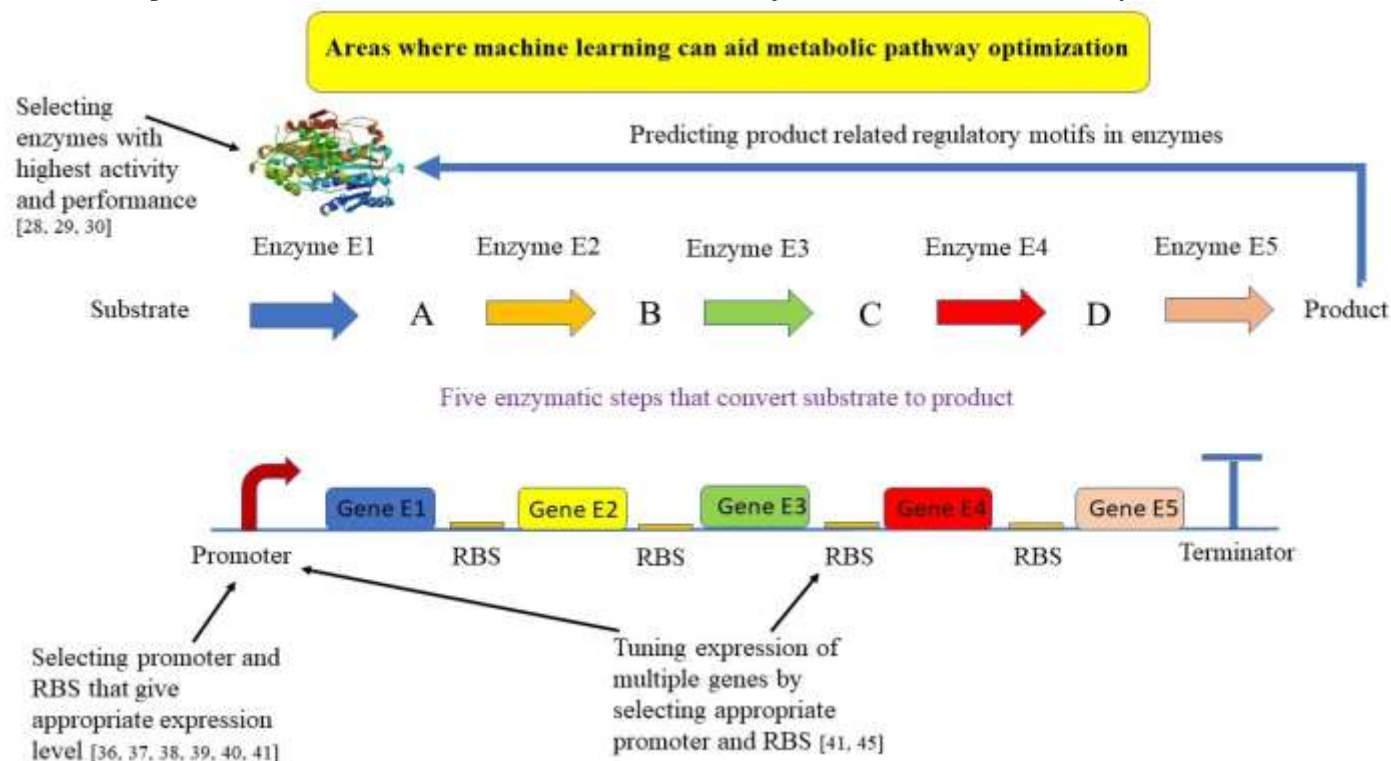 Areas where machine learning can aid metabolic pathway optimization
Selecting
enzymes with
highest activity
and performance
[28, 29, 30]
Predicting product related regulatory motifs in enzymes
Enzyme E1 Enzyme E2 Enzyme E3 Enzyme E4 Enzyme E5
Substrate A B C D Product
Five enzymatic steps that convert substrate to product
Gene E1 Gene E2 Gene E3 Gene E4 Gene E5
Promoter RBS RBS RBS RBS Terminator
Selecting promoter and
RBS that give
appropriate expression
level [36, 37, 38, 39, 40, 41]
Tuning expression of
multiple genes by
selecting appropriate
promoter and RBS [41, 45]